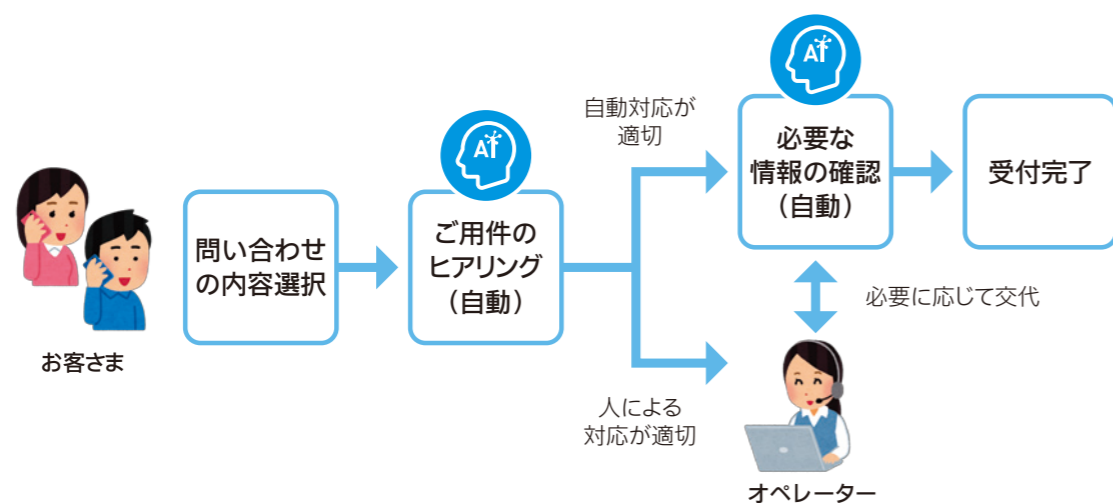 お客さま
問い合わせ
の内容選択
AI
ご用件の
ヒアリング
（自動）
自動対応が
適切
AI
必要な
情報の確認
（自動）
受付完了
必要に応じて交代
人による
対応が適切
オペレーター